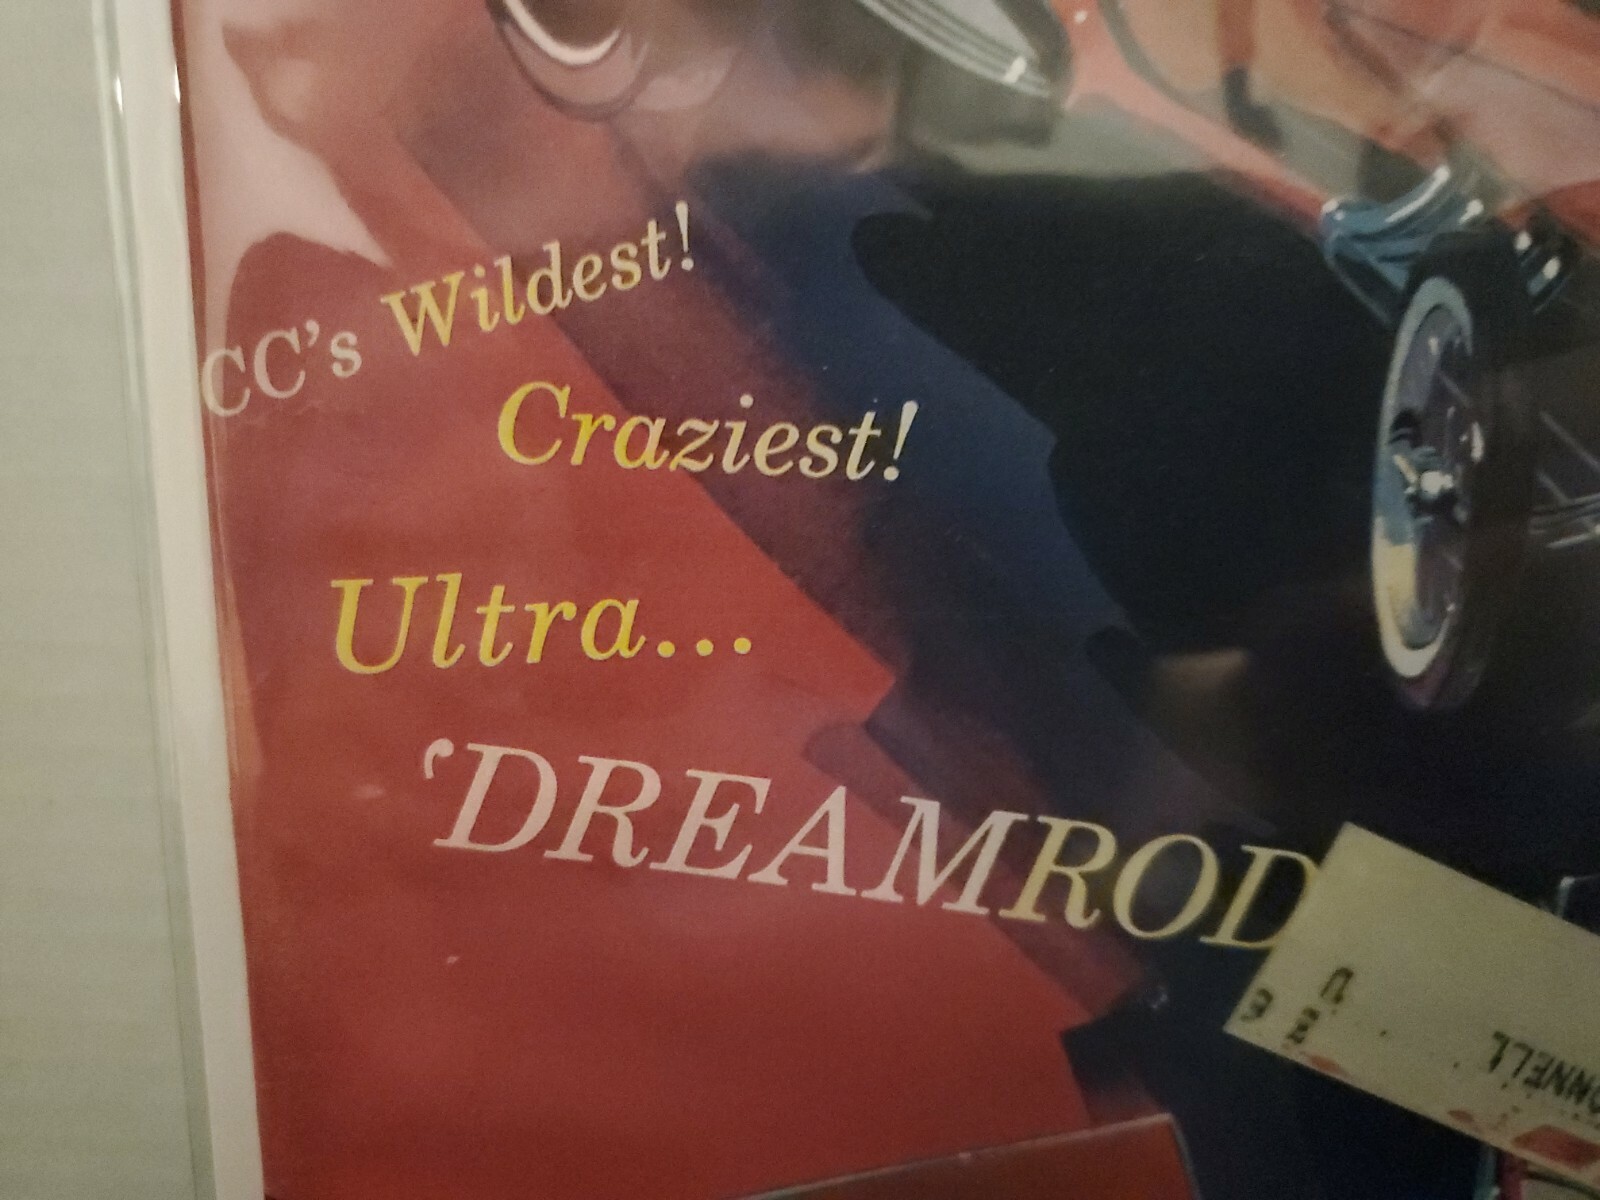 CC's Wildest!
Craziest!
Ultra...
'DREAMROD